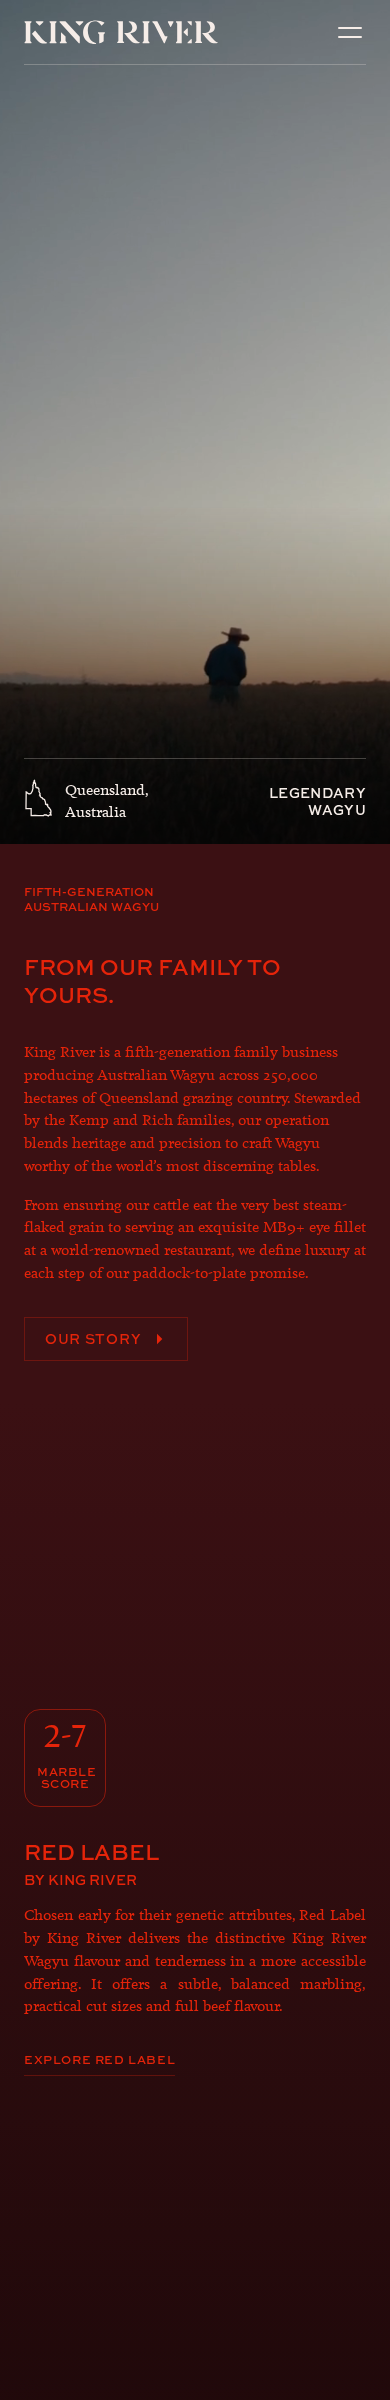 KING RIVER
Queensland,
Australia
LEGENDARY
WAGYU
FIFTH-GENERATION
AUSTRALIAN WAGYU
FROM OUR FAMILY TO
YOURS.
King River is a fifth-generation family business
producing Australian Wagyu across 250,000
hectares of Queensland grazing country. Stewarded
by the Kemp and Rich families, our operation
blends heritage and precision to craft Wagyu
worthy of the world's most discerning tables.
From ensuring our cattle eat the very best steam-
flaked grain to serving an exquisite MB9+ eye fillet
at a world-renowned restaurant, we define luxury at
each step of our paddock-to-plate promise.
OUR STORY
2-7
MARBLE
SCORE
RED LABEL
BY KING RIVER
Chosen early for their genetic attributes, Red Label
by King River delivers the distinctive King River
Wagyu flavour and tenderness in a more accessible
offering. It offers a subtle, balanced marbling,
practical cut sizes and full beef flavour.
EXPLORE RED LABEL